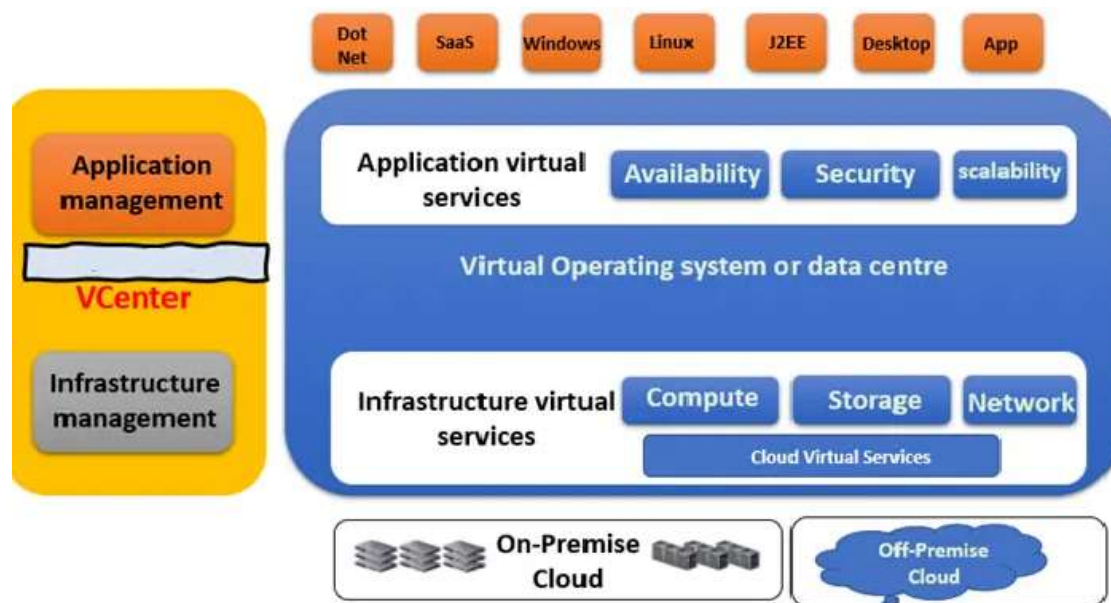 Dot
Net
SaaS
Windows
Linux
J2EE
Desktop
App
Application
management
VCenter
Infrastructure
management
Application virtual
services
Availability
Security
scalability
Virtual Operating system or data centre
Infrastructure virtual
services
Compute
Storage
Network
Cloud Virtual Services
On-Premise
Cloud
Off-Premise
Cloud